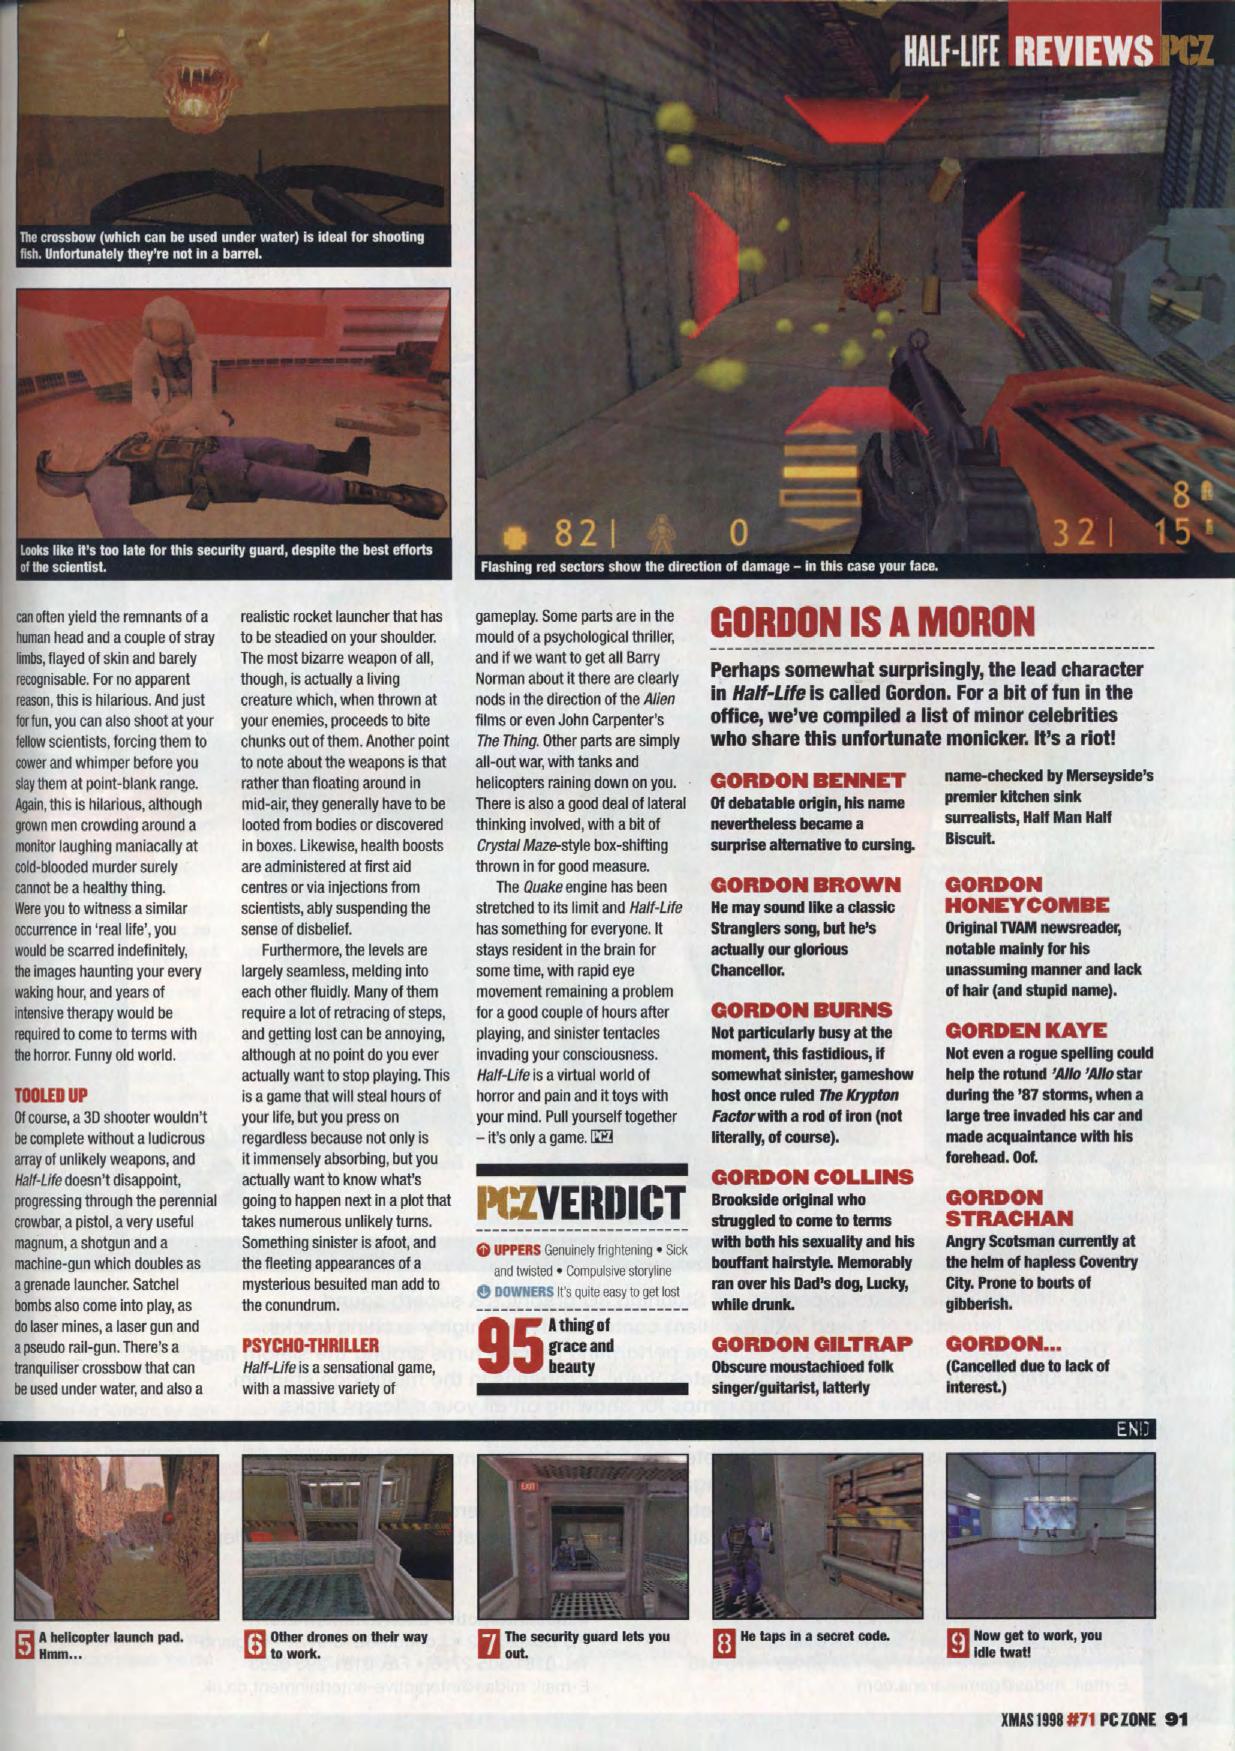 HALF-LIFE REVIEWS PCZ
The crossbow (which can be used under water) is ideal for shooting
fish. Unfortunately they're not in a barrel.
Looks like it's too late for this security guard, despite the best efforts
of the scientist.
82 | 0
8
32 | 15
Flashing red sectors show the direction of damage – in this case your face.
can often yield the remnants of a
human head and a couple of stray
limbs, flayed of skin and barely
recognisable. For no apparent
reason, this is hilarious. And just
for fun, you can also shoot at your
fellow scientists, forcing them to
cower and whimper before you
slay them at point-blank range.
Again, this is hilarious, although
grown men crowding around a
monitor laughing maniacally at
cold-blooded murder surely
cannot be a healthy thing.
Were you to witness a similar
occurrence in 'real life', you
would be scarred indefinitely,
the images haunting your every
waking hour, and years of
intensive therapy would be
required to come to terms with
the horror. Funny old world.
TOOLED UP
Of course, a 3D shooter wouldn't
be complete without a ludicrous
array of unlikely weapons, and
Half-Life doesn't disappoint,
progressing through the perennial
crowbar, a pistol, a very useful
magnum, a shotgun and a
machine-gun which doubles as
a grenade launcher. Satchel
bombs also come into play, as
do laser mines, a laser gun and
a pseudo rail-gun. There's a
tranquiliser crossbow that can
be used under water, and also a
realistic rocket launcher that has
to be steadied on your shoulder.
The most bizarre weapon of all,
though, is actually a living
creature which, when thrown at
your enemies, proceeds to bite
chunks out of them. Another point
to note about the weapons is that
rather than floating around in
mid-air, they generally have to be
looted from bodies or discovered
in boxes. Likewise, health boosts
are administered at first aid
centres or via injections from
scientists, ably suspending the
sense of disbelief.
Furthermore, the levels are
largely seamless, melding into
each other fluidly. Many of them
require a lot of retracing of steps,
and getting lost can be annoying,
although at no point do you ever
actually want to stop playing. This
is a game that will steal hours of
your life, but you press on
regardless because not only is
it immensely absorbing, but you
actually want to know what's
going to happen next in a plot that
takes numerous unlikely turns.
Something sinister is afoot, and
the fleeting appearances of a
mysterious besuited man add to
the conundrum.
PSYCHO-THRILLER
Half-Life is a sensational game,
with a massive variety of
gameplay. Some parts are in the
mould of a psychological thriller,
and if we want to get all Barry
Norman about it there are clearly
nods in the direction of the Alien
films or even John Carpenter's
The Thing. Other parts are simply
all-out war, with tanks and
helicopters raining down on you.
There is also a good deal of lateral
thinking involved, with a bit of
Crystal Maze-style box-shifting
thrown in for good measure.
The Quake engine has been
stretched to its limit and Half-Life
has something for everyone. It
stays resident in the brain for
some time, with rapid eye
movement remaining a problem
for a good couple of hours after
playing, and sinister tentacles
invading your consciousness.
Half-Life is a virtual world of
horror and pain and it toys with
your mind. Pull yourself together
– it's only a game. PCZ
PCZVERDICT
UPPERS Genuinely frightening • Sick
and twisted • Compulsive storyline
DOWNERS It's quite easy to get lost
95 A thing of
grace and
beauty
GORDON IS A MORON
Perhaps somewhat surprisingly, the lead character
in Half-Life is called Gordon. For a bit of fun in the
office, we've compiled a list of minor celebrities
who share this unfortunate monicker. It's a riot!
GORDON BENNET
Of debatable origin, his name
nevertheless became a
surprise alternative to cursing.
GORDON BROWN
He may sound like a classic
Stranglers song, but he's
actually our glorious
Chancellor.
GORDON BURNS
Not particularly busy at the
moment, this fastidious, if
somewhat sinister, gameshow
host once ruled The Krypton
Factor with a rod of iron (not
literally, of course).
GORDON COLLINS
Brookside original who
struggled to come to terms
with both his sexuality and his
bouffant hairstyle. Memorably
ran over his Dad's dog, Lucky,
while drunk.
GORDON GILTRAP
Obscure moustachioed folk
singer/guitarist, latterly
name-checked by Merseyside's
premier kitchen sink
surrealists, Half Man Half
Biscuit.
GORDON
HONEYCOMBE
Original TVAM newsreader,
notable mainly for his
unassuming manner and lack
of hair (and stupid name).
GORDEN KAYE
Not even a rogue spelling could
help the rotund 'Allo 'Allo star
during the '87 storms, when a
large tree invaded his car and
made acquaintance with his
forehead. Oof.
GORDON
STRACHAN
Angry Scotsman currently at
the helm of hapless Coventry
City. Prone to bouts of
gibberish.
GORDON...
(Cancelled due to lack of
interest.)
END
EXIT
5 A helicopter launch pad.
Hmm...
6 Other drones on their way
to work.
7 The security guard lets you
out.
8 He taps in a secret code.
9 Now get to work, you
idle twat!
XMAS 1998 #71 PC ZONE 91